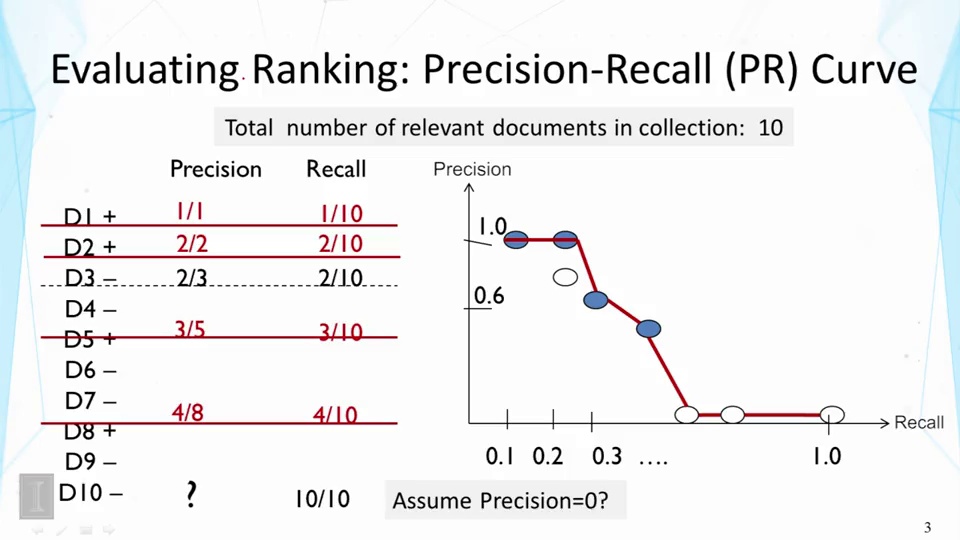 Evaluating Ranking: Precision-Recall (PR) Curve
Total number of relevant documents in collection: 10
Precision Recall
D1 + 1/1 1/10
D2 + 2/2 2/10
D3 – 2/3 2/10
D4 –
D5 + 3/5 3/10
D6 –
D7 –
D8 + 4/8 4/10
D9 –
D10 – ? 10/10
Precision
1.0
0.6
Recall
0.1 0.2 0.3 …. 1.0
Assume Precision=0?
I
3